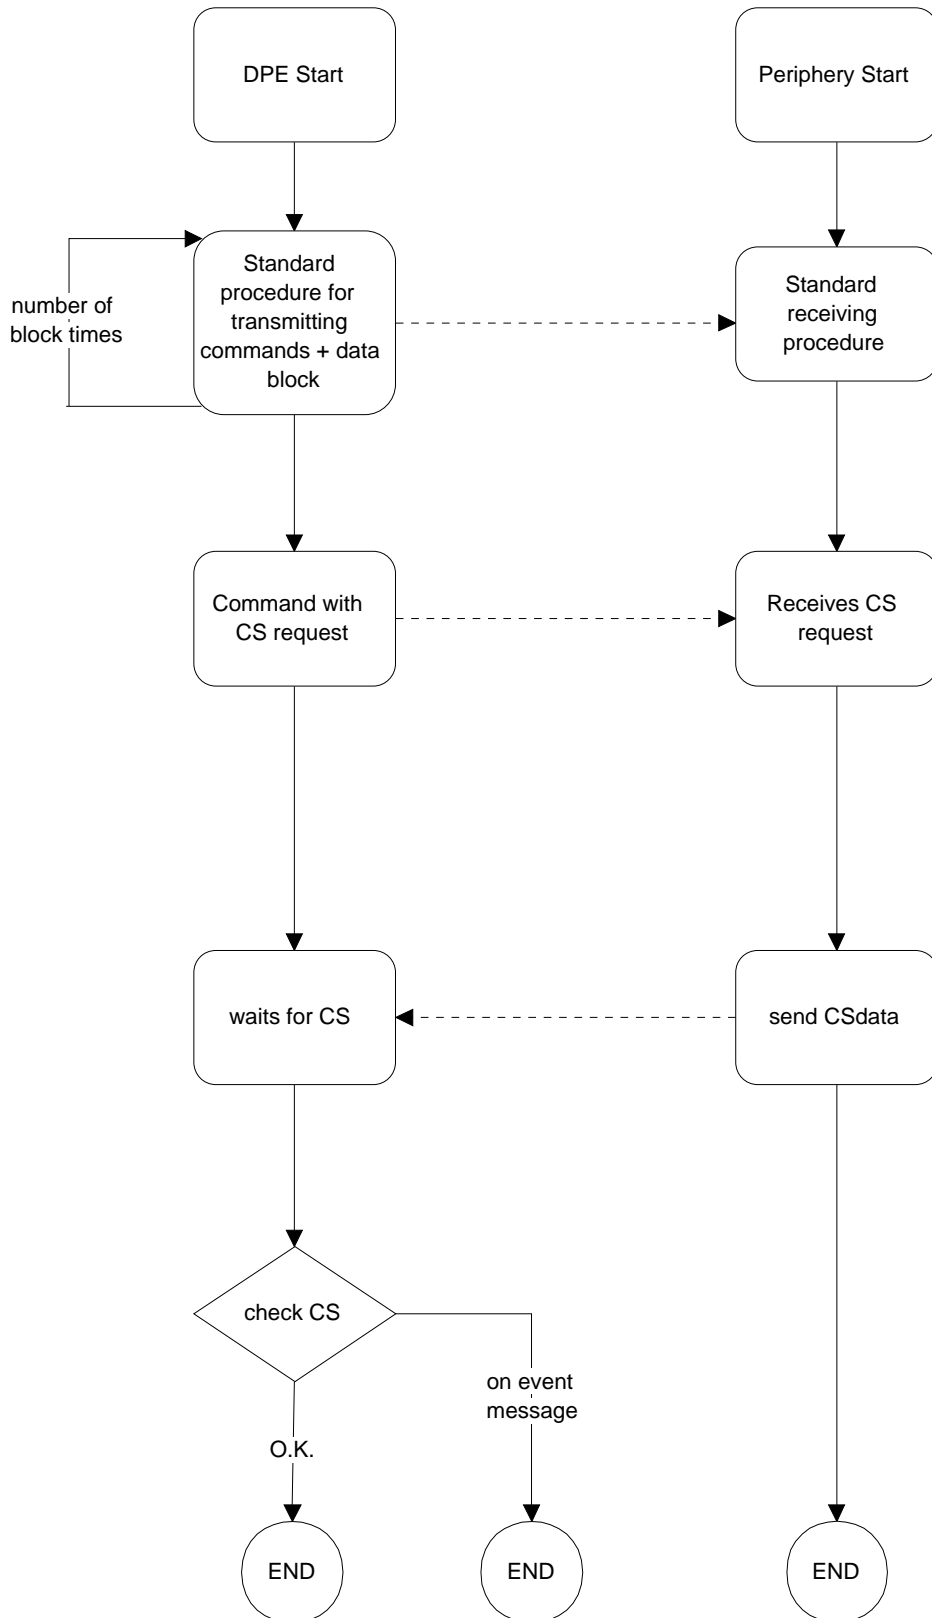 DPE Start
Periphery Start
number of
block times
Standard
procedure for
transmitting
commands + data
block
Standard
receiving
procedure
Command with
CS request
Receives CS
request
waits for CS
send CSdata
check CS
on event
message
O.K.
END
END
END